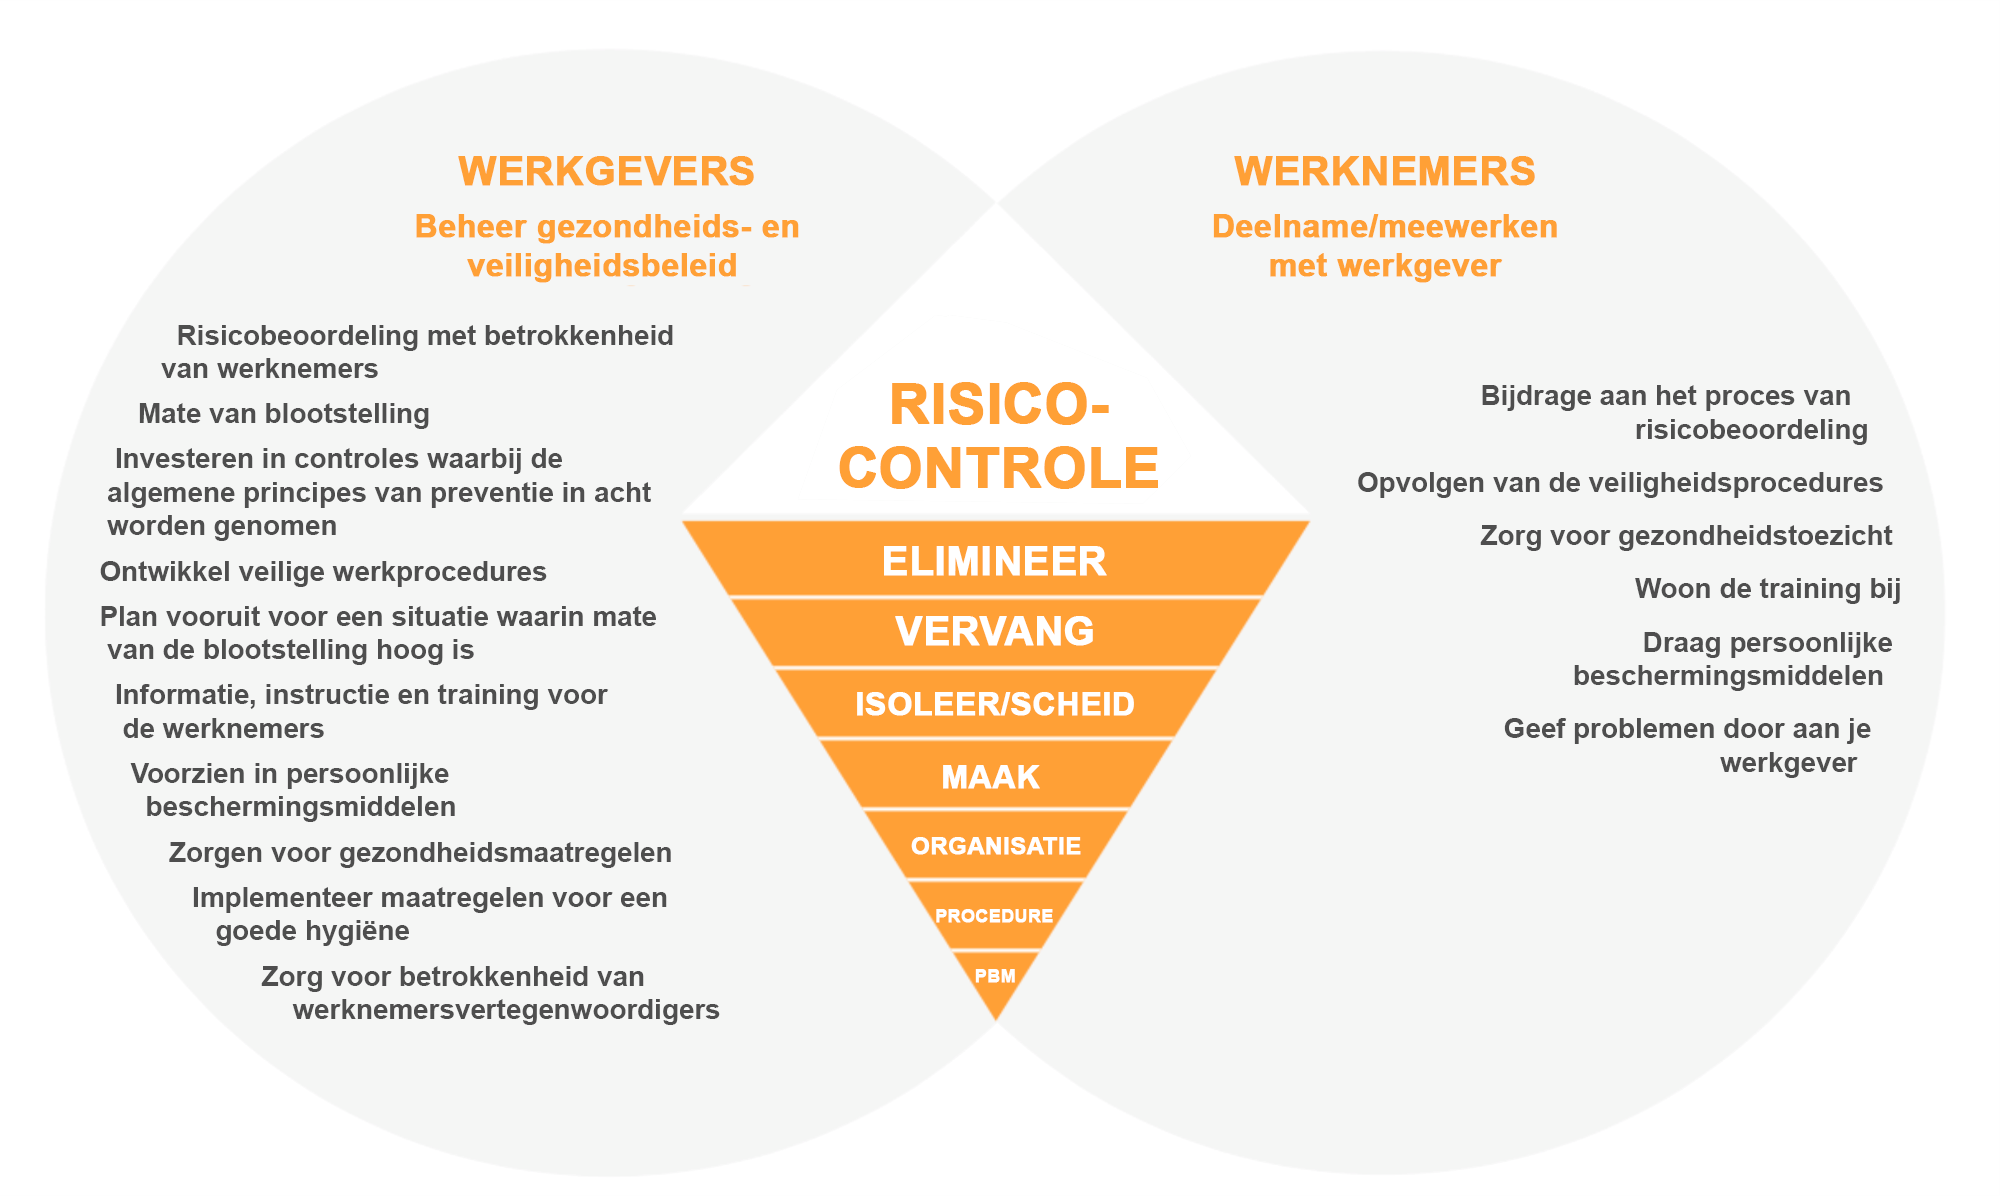 WERKGEVERS
Beheer gezondheids- en
veiligheidsbeleid
Risicobeoordeling met betrokkenheid
van werknemers
Mate van blootstelling
Investeren in controles waarbij de
algemene principes van preventie in acht
worden genomen
Ontwikkel veilige werkprocedures
Plan vooruit voor een situatie waarin mate
van de blootstelling hoog is
Informatie, instructie en training voor
de werknemers
Voorzien in persoonlijke
beschermingsmiddelen
Zorgen voor gezondheidsmaatregelen
Implementeer maatregelen voor een
goede hygiëne
Zorg voor betrokkenheid van
werknemersvertegenwoordigers
RISICO-
CONTROLE
ELIMINEER
VERVANG
ISOLEER/SCHEID
MAAK
ORGANISATIE
PROCEDURE
PBM
WERKNEMERS
Deelname/meewerken
met werkgever
Bijdrage aan het proces van
risicobeoordeling
Opvolgen van de veiligheidsprocedures
Zorg voor gezondheidstoezicht
Woon de training bij
Draag persoonlijke
beschermingsmiddelen
Geef problemen door aan je
werkgever